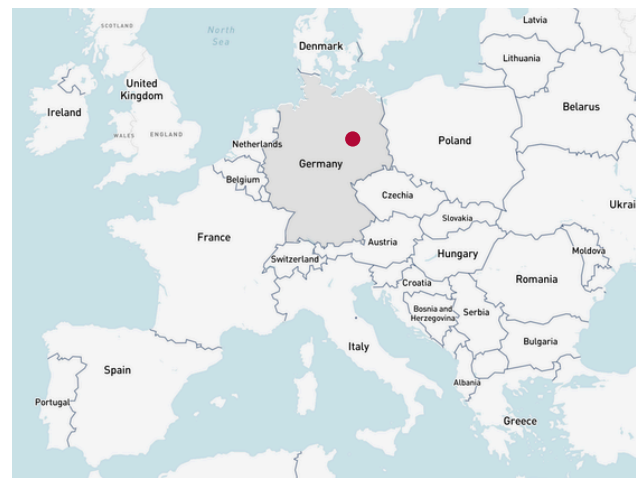 SCOTLAND
North
Sea
Denmark
Latvia
Lithuania
United
Kingdom
Ireland
WALES
ENGLAND
Belarus
Netherlands
Poland
Germany
Belgium
Czechia
Ukrai
Slovakia
France
Austria
Switzerland
Hungary
Moldova
Croatia
Romania
Bosnia and
Herzegovina
Serbia
Italy
Bulgaria
Spain
Albania
Portugal
Greece